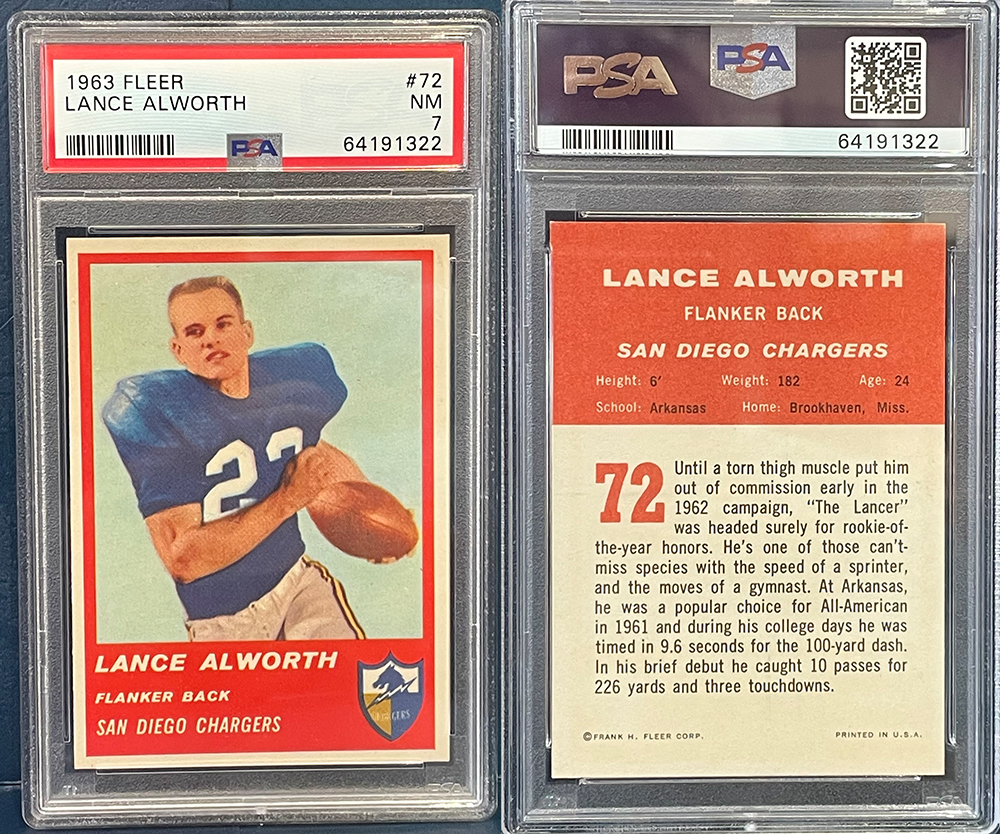 1963 FLEER #72
LANCE ALWORTH NM
7
PSA 64191322
22
LANCE ALWORTH
FLANKER BACK
SAN DIEGO CHARGERS
CHARGERS
PSA PSA
64191322
LANCE ALWORTH
FLANKER BACK
SAN DIEGO CHARGERS
Height: 6′ Weight: 182 Age: 24
School: Arkansas Home: Brookhaven, Miss.
72 Until a torn thigh muscle put him
out of commission early in the
1962 campaign, “The Lancer”
was headed surely for rookie-of-
the-year honors. He's one of those can't-
miss species with the speed of a sprinter,
and the moves of a gymnast. At Arkansas,
he was a popular choice for All-American
in 1961 and during his college days he was
timed in 9.6 seconds for the 100-yard dash.
In his brief debut he caught 10 passes for
226 yards and three touchdowns.
©FRANK H. FLEER CORP. PRINTED IN U.S.A.